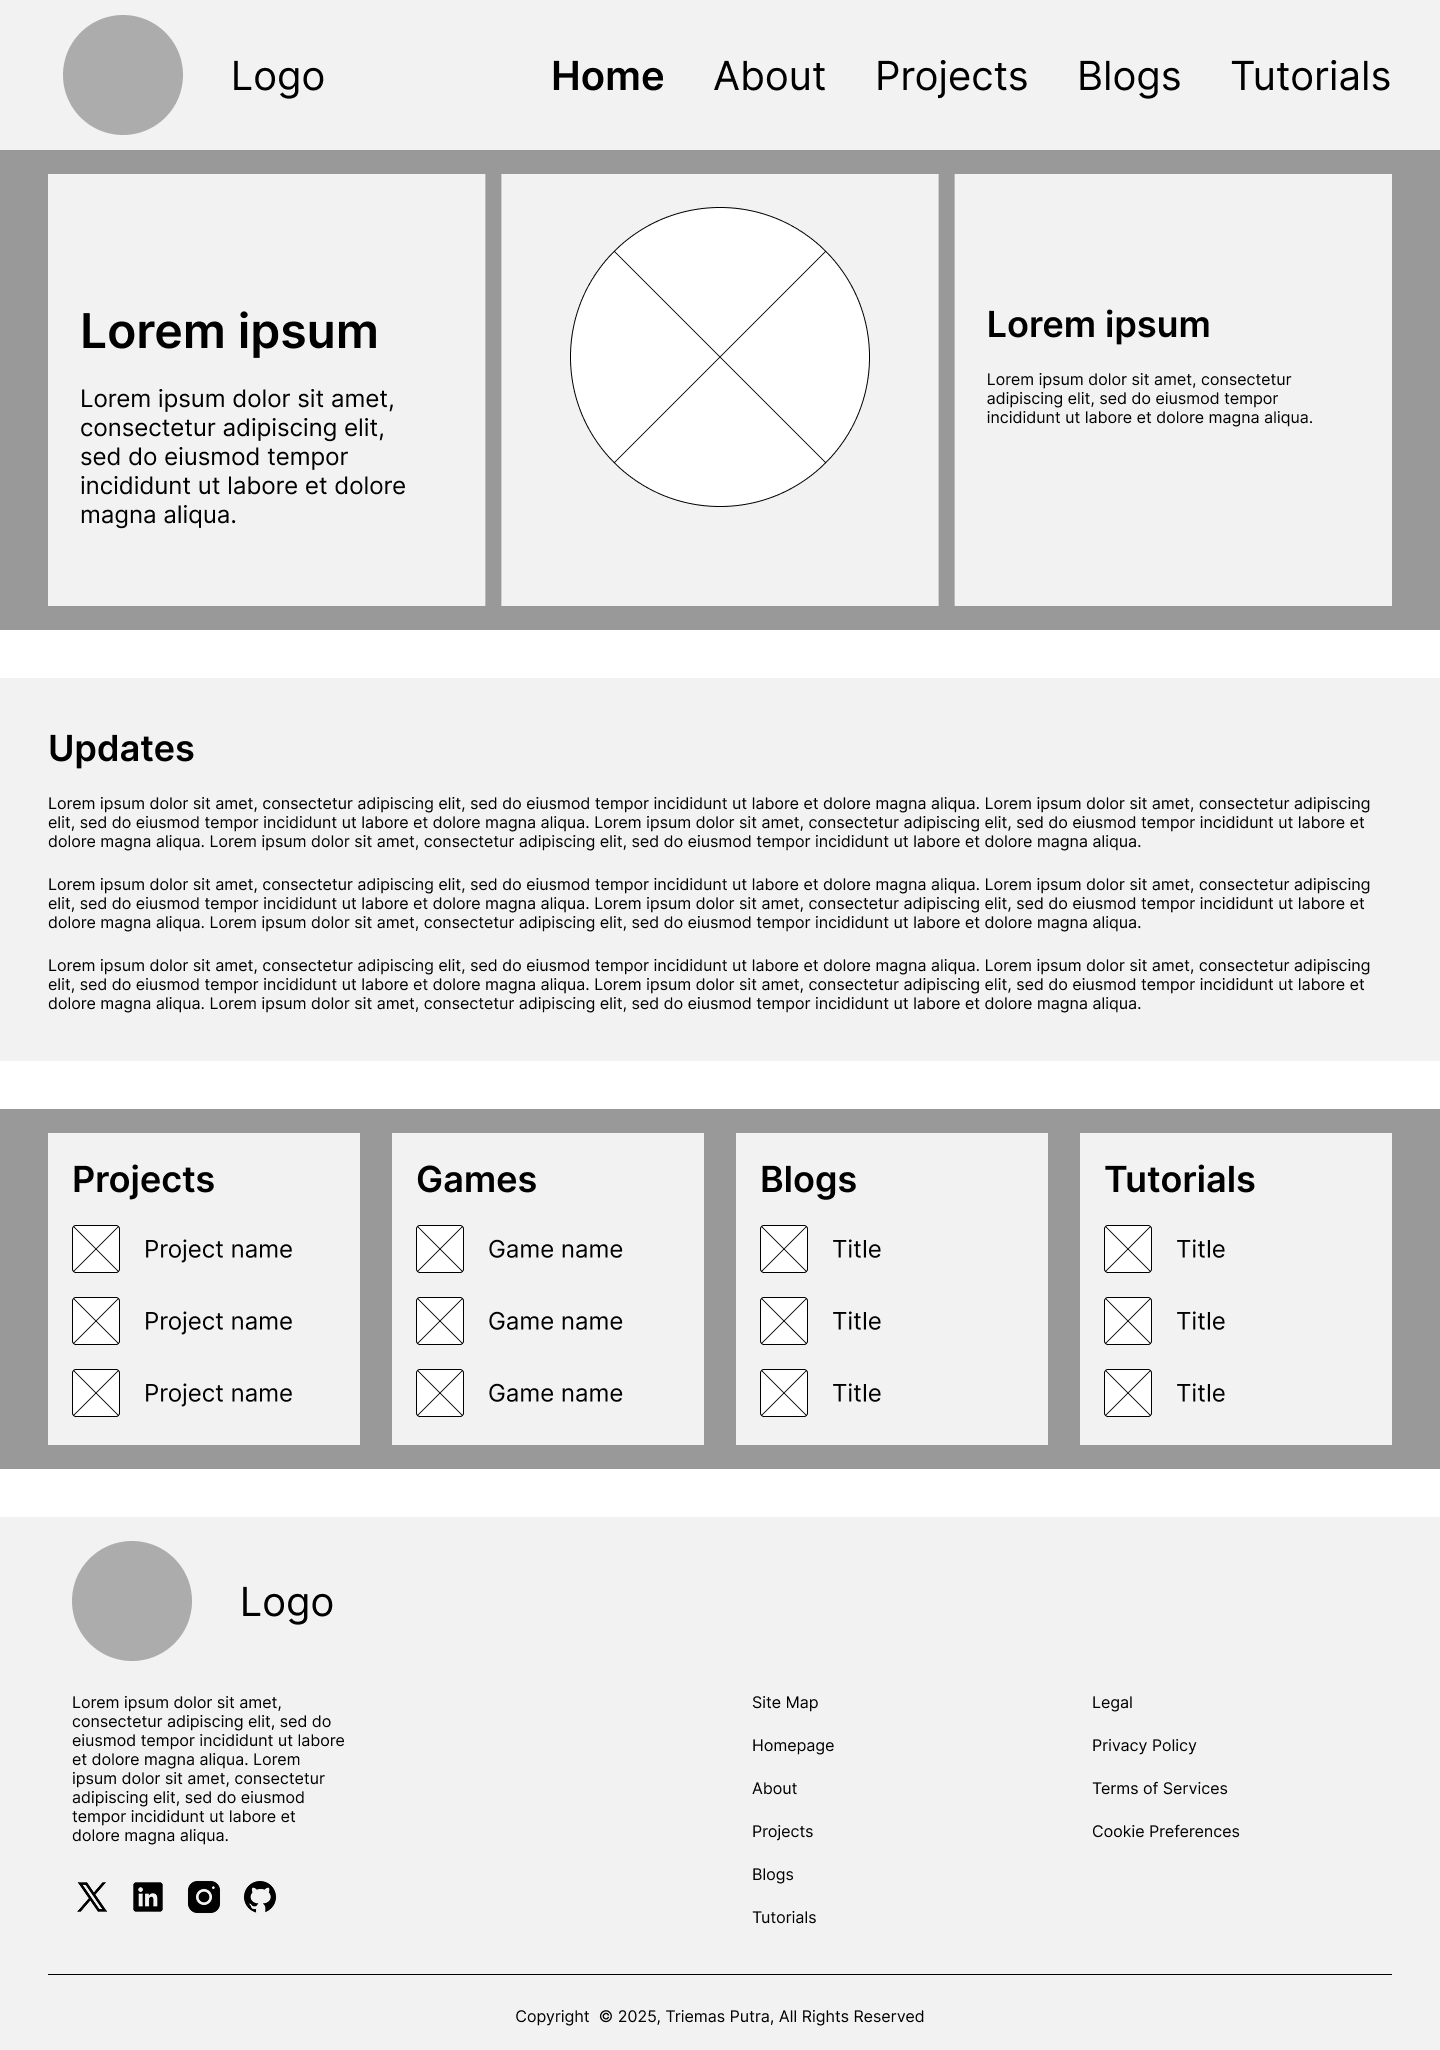 Logo
Home About Projects Blogs Tutorials
Lorem ipsum
Lorem ipsum dolor sit amet,
consectetur adipiscing elit,
sed do eiusmod tempor
incididunt ut labore et dolore
magna aliqua.
Lorem ipsum
Lorem ipsum dolor sit amet, consectetur
adipiscing elit, sed do eiusmod tempor
incididunt ut labore et dolore magna aliqua.
Updates
Lorem ipsum dolor sit amet, consectetur adipiscing elit, sed do eiusmod tempor incididunt ut labore et dolore magna aliqua. Lorem ipsum dolor sit amet, consectetur adipiscing
elit, sed do eiusmod tempor incididunt ut labore et dolore magna aliqua. Lorem ipsum dolor sit amet, consectetur adipiscing elit, sed do eiusmod tempor incididunt ut labore et
dolore magna aliqua. Lorem ipsum dolor sit amet, consectetur adipiscing elit, sed do eiusmod tempor incididunt ut labore et dolore magna aliqua.
Lorem ipsum dolor sit amet, consectetur adipiscing elit, sed do eiusmod tempor incididunt ut labore et dolore magna aliqua. Lorem ipsum dolor sit amet, consectetur adipiscing
elit, sed do eiusmod tempor incididunt ut labore et dolore magna aliqua. Lorem ipsum dolor sit amet, consectetur adipiscing elit, sed do eiusmod tempor incididunt ut labore et
dolore magna aliqua. Lorem ipsum dolor sit amet, consectetur adipiscing elit, sed do eiusmod tempor incididunt ut labore et dolore magna aliqua.
Lorem ipsum dolor sit amet, consectetur adipiscing elit, sed do eiusmod tempor incididunt ut labore et dolore magna aliqua. Lorem ipsum dolor sit amet, consectetur adipiscing
elit, sed do eiusmod tempor incididunt ut labore et dolore magna aliqua. Lorem ipsum dolor sit amet, consectetur adipiscing elit, sed do eiusmod tempor incididunt ut labore et
dolore magna aliqua. Lorem ipsum dolor sit amet, consectetur adipiscing elit, sed do eiusmod tempor incididunt ut labore et dolore magna aliqua.
Projects
Project name
Project name
Project name
Games
Game name
Game name
Game name
Blogs
Title
Title
Title
Tutorials
Title
Title
Title
Logo
Lorem ipsum dolor sit amet,
consectetur adipiscing elit, sed do
eiusmod tempor incididunt ut labore
et dolore magna aliqua. Lorem
ipsum dolor sit amet, consectetur
adipiscing elit, sed do eiusmod
tempor incididunt ut labore et
dolore magna aliqua.
Site Map
Homepage
About
Projects
Blogs
Tutorials
Legal
Privacy Policy
Terms of Services
Cookie Preferences
Copyright © 2025, Triemas Putra, All Rights Reserved